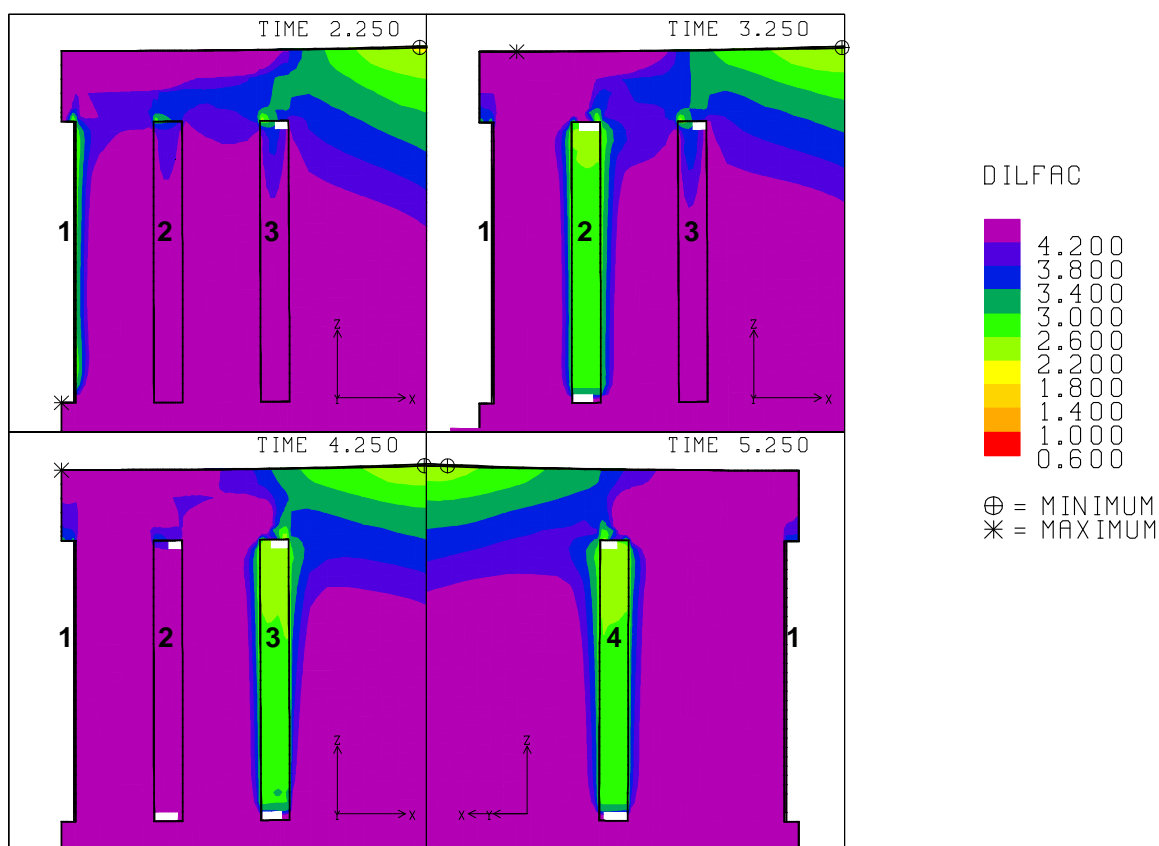 TIME 2.250
TIME 3.250
1
2
3
Z
Y
X
1
2
3
Z
Y
X
TIME 4.250
TIME 5.250
1
2
3
Z
Y
X
4
1
Z
X
Y
DILFAC
4.200
3.800
3.400
3.000
2.600
2.200
1.800
1.400
1.000
0.600
⊕ = MINIMUM
✳ = MAXIMUM